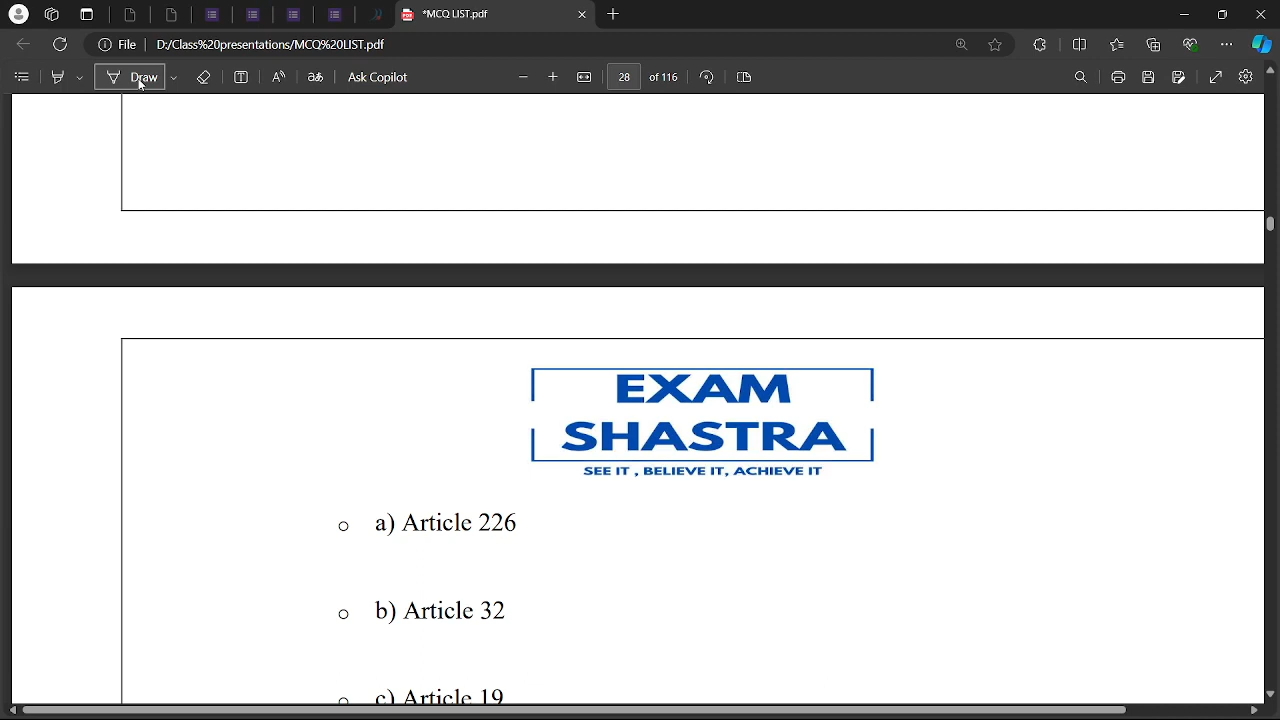 *MCQ LIST.pdf
File D:/Class%20presentations/MCQ%20LIST.pdf
Draw Ask Copilot 28 of 116
EXAM
SHASTRA
SEE IT , BELIEVE IT, ACHIEVE IT
a) Article 226
b) Article 32
c) Article 19